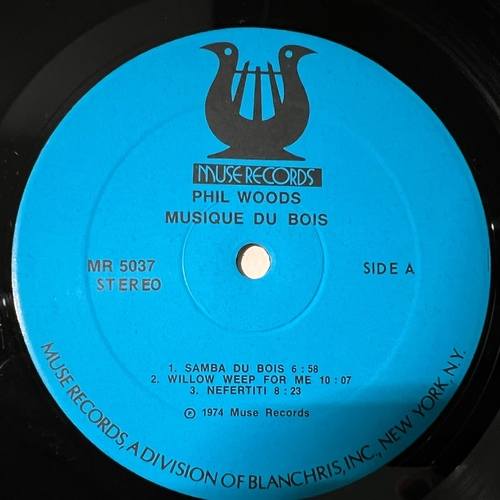 MUSE RECORDS
PHIL WOODS
MUSIQUE DU BOIS
MR 5037
STEREO
SIDE A
1. SAMBA DU BOIS 6 : 58
2. WILLOW WEEP FOR ME 10 : 07
3. NEFERTITI 8 : 23
℗ 1974 Muse Records
MUSE RECORDS, A DIVISION OF BLANCHRIS, INC., NEW YORK, N.Y.